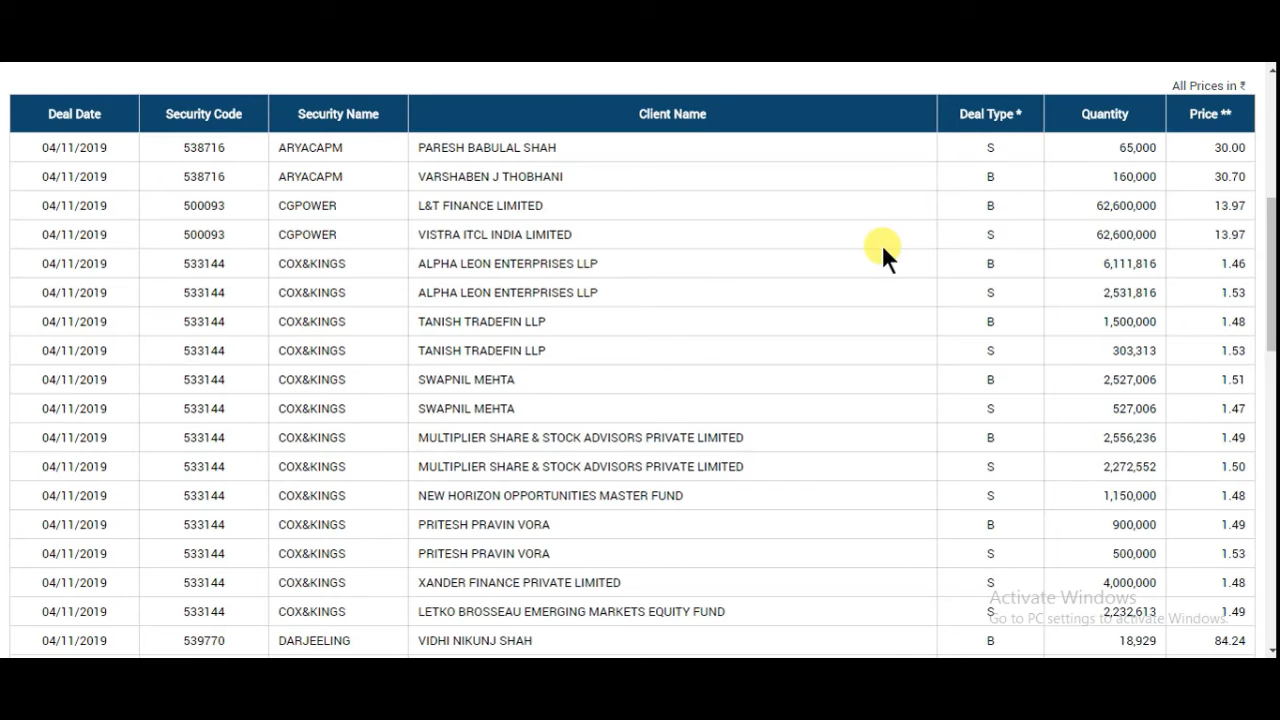 All Prices in ₹
Deal Date Security Code Security Name Client Name Deal Type * Quantity Price **
04/11/2019 538716 ARYACAPM PARESH BABULAL SHAH S 65,000 30.00
04/11/2019 538716 ARYACAPM VARSHABEN J THOBHANI B 160,000 30.70
04/11/2019 500093 CGPOWER L&T FINANCE LIMITED B 62,600,000 13.97
04/11/2019 500093 CGPOWER VISTRA ITCL INDIA LIMITED S 62,600,000 13.97
04/11/2019 533144 COX&KINGS ALPHA LEON ENTERPRISES LLP B 6,111,816 1.46
04/11/2019 533144 COX&KINGS ALPHA LEON ENTERPRISES LLP S 2,531,816 1.53
04/11/2019 533144 COX&KINGS TANISH TRADEFIN LLP B 1,500,000 1.48
04/11/2019 533144 COX&KINGS TANISH TRADEFIN LLP S 303,313 1.53
04/11/2019 533144 COX&KINGS SWAPNIL MEHTA B 2,527,006 1.51
04/11/2019 533144 COX&KINGS SWAPNIL MEHTA S 527,006 1.47
04/11/2019 533144 COX&KINGS MULTIPLIER SHARE & STOCK ADVISORS PRIVATE LIMITED B 2,556,236 1.49
04/11/2019 533144 COX&KINGS MULTIPLIER SHARE & STOCK ADVISORS PRIVATE LIMITED S 2,272,552 1.50
04/11/2019 533144 COX&KINGS NEW HORIZON OPPORTUNITIES MASTER FUND S 1,150,000 1.48
04/11/2019 533144 COX&KINGS PRITESH PRAVIN VORA B 900,000 1.49
04/11/2019 533144 COX&KINGS PRITESH PRAVIN VORA S 500,000 1.53
04/11/2019 533144 COX&KINGS XANDER FINANCE PRIVATE LIMITED S 4,000,000 1.48
Activate Windows
04/11/2019 533144 COX&KINGS LETKO BROSSEAU EMERGING MARKETS EQUITY FUND S 2,232,613 1.49
Go to PC settings to activate Windows.
04/11/2019 539770 DARJEELING VIDHI NIKUNJ SHAH B 18,929 84.24